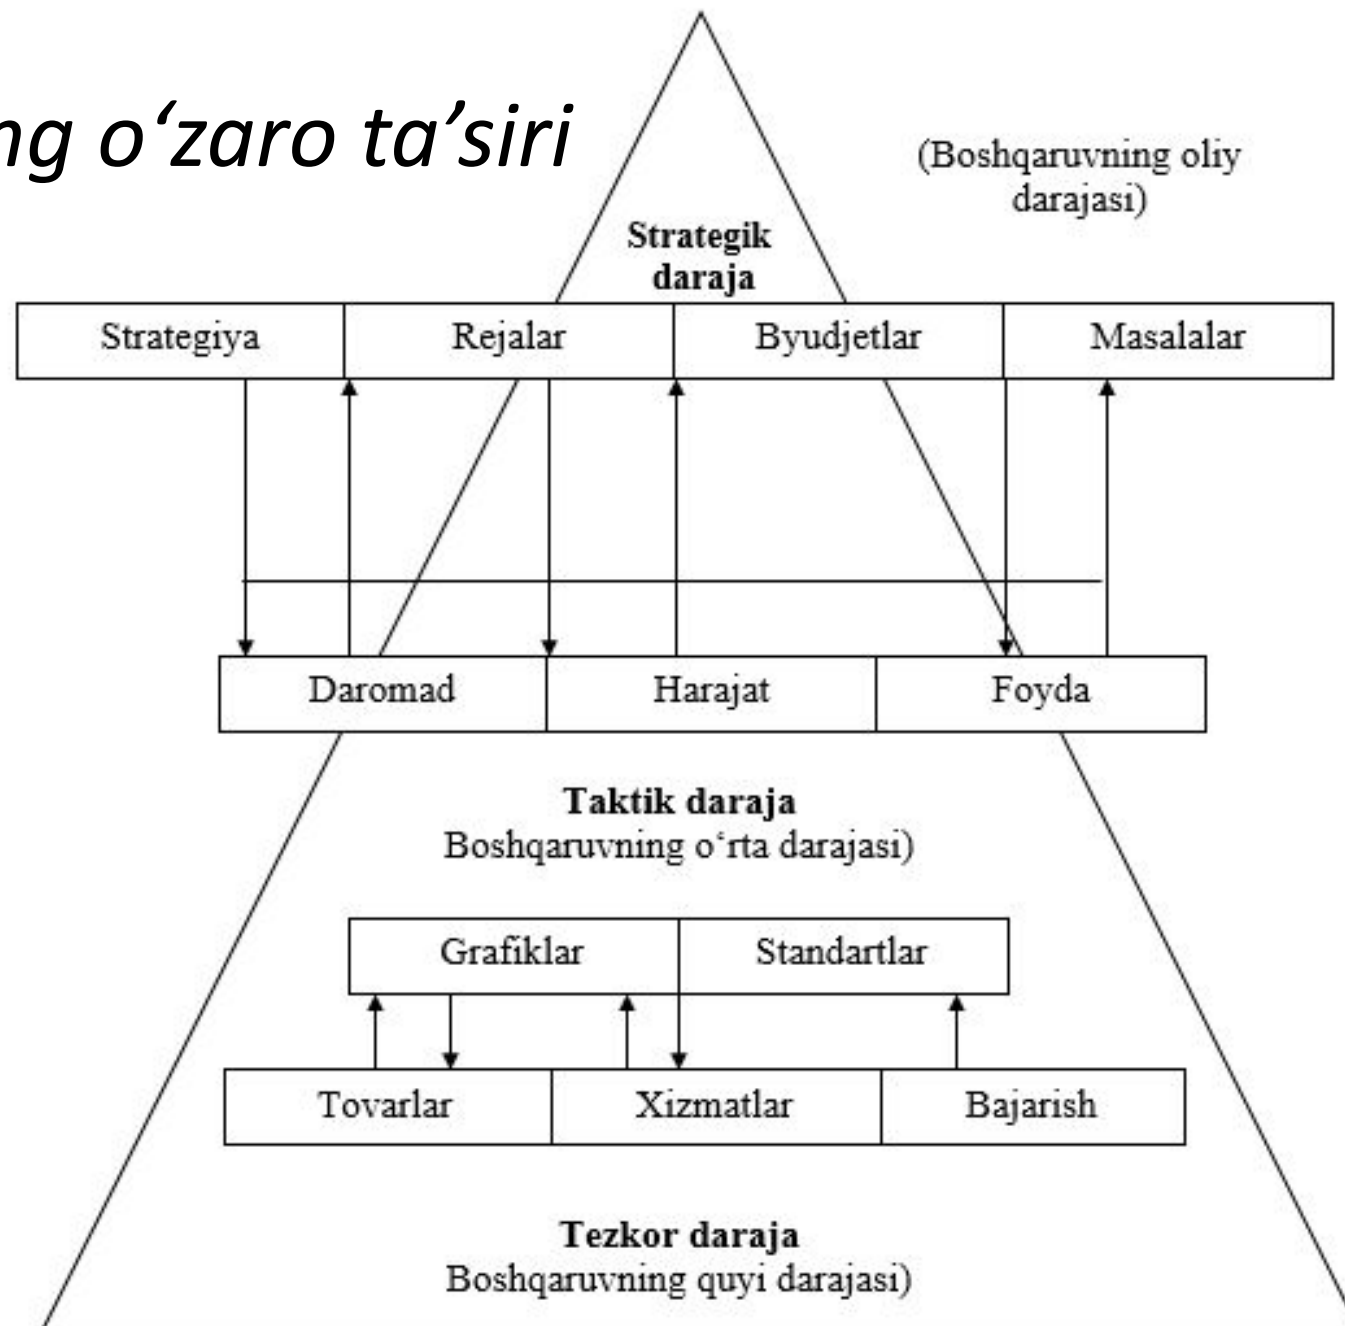 ng o‘zaro ta’siri
(Boshqaruvning oliy
darajasi)
Strategik
daraja
Strategiya Rejalar Byudjetlar Masalalar
Daromad Harajat Foyda
Taktik daraja
Boshqaruvning o‘rta darajasi)
Grafiklar Standartlar
Tovarlar Xizmatlar Bajarish
Tezkor daraja
Boshqaruvning quyi darajasi)